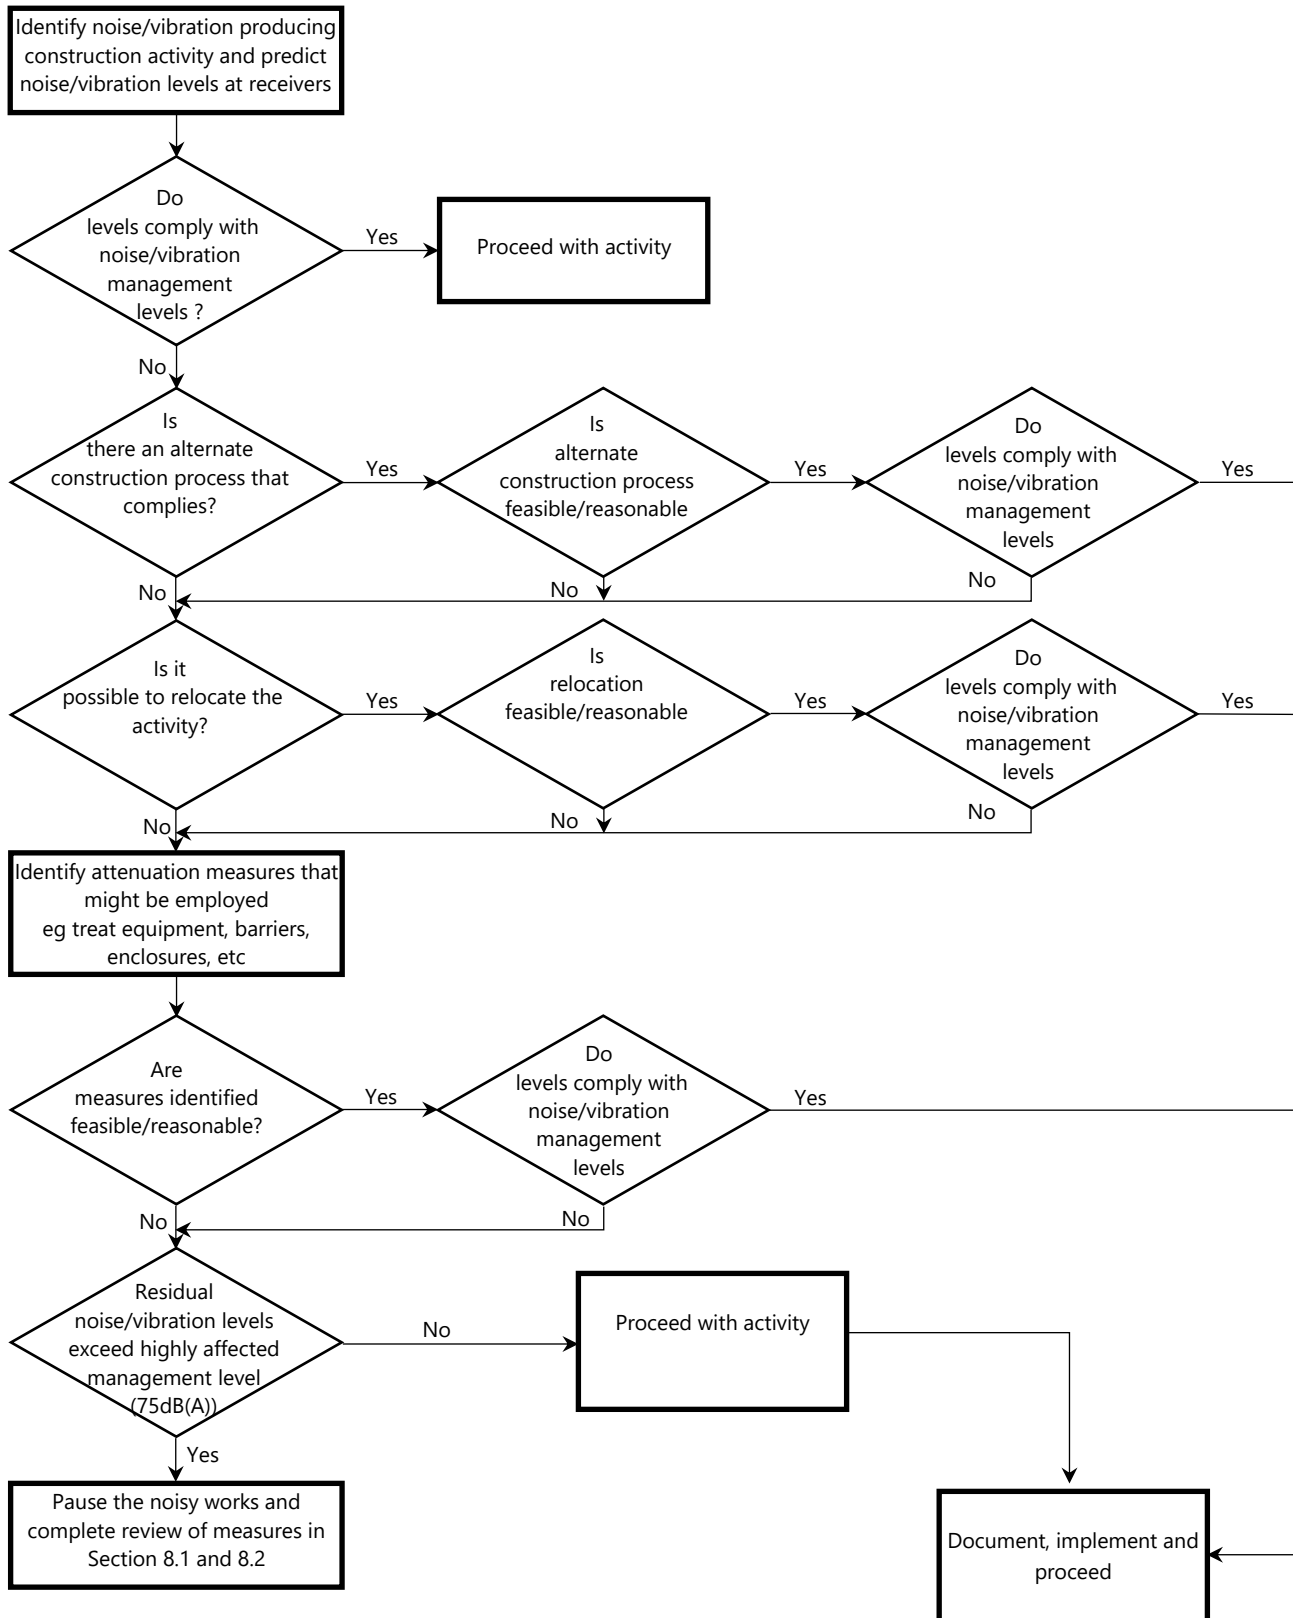 Identify noise/vibration producing
construction activity and predict
noise/vibration levels at receivers
Do
levels comply with
noise/vibration
management
levels ?
Yes
Proceed with activity
No
Is
there an alternate
construction process that
complies?
Yes
Is
alternate
construction process
feasible/reasonable
Yes
Do
levels comply with
noise/vibration
management
levels
Yes
No
No
No
Is it
possible to relocate the
activity?
Yes
Is
relocation
feasible/reasonable
Yes
Do
levels comply with
noise/vibration
management
levels
Yes
No
No
No
Identify attenuation measures that
might be employed
eg treat equipment, barriers,
enclosures, etc
Are
measures identified
feasible/reasonable?
Yes
Do
levels comply with
noise/vibration
management
levels
Yes
No
No
Residual
noise/vibration levels
exceed highly affected
management level
(75dB(A))
No
Proceed with activity
Yes
Pause the noisy works and
complete review of measures in
Section 8.1 and 8.2
Document, implement and
proceed